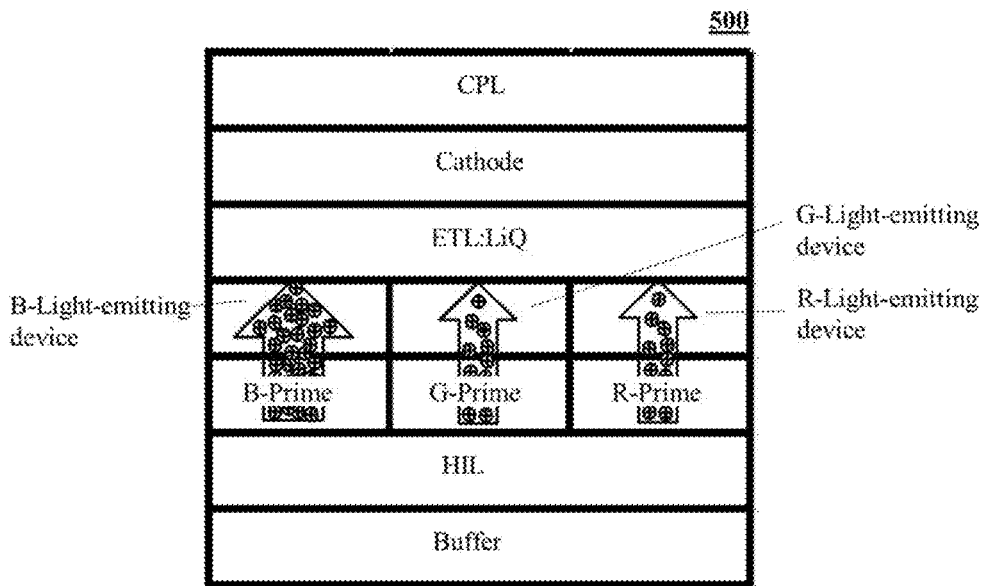 500
CPL
Cathode
ETL:LiQ
G-Light-emitting
device
B-Light-emitting
device
R-Light-emitting
device
B-Prime
G-Prime
R-Prime
HIL
Buffer